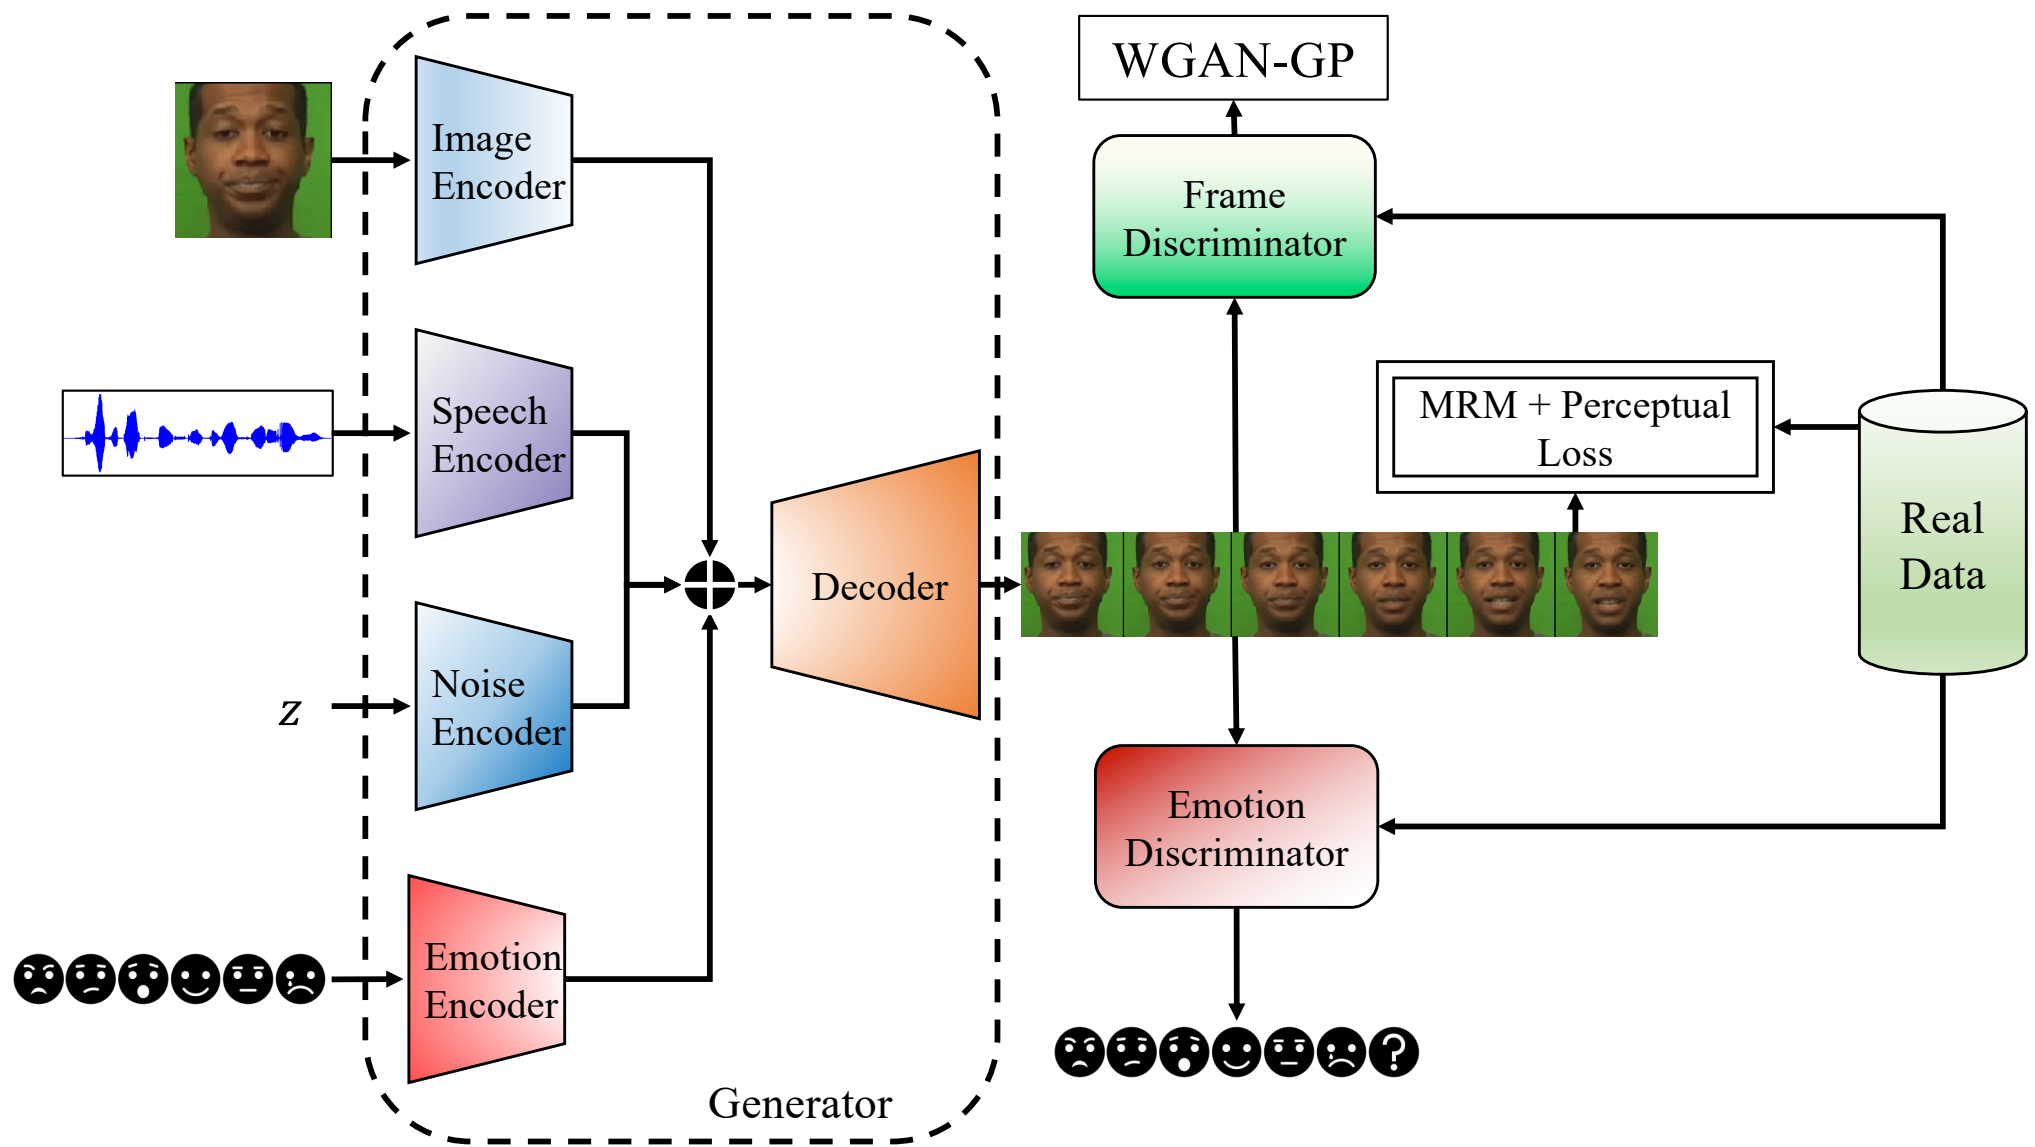 WGAN-GP
Image
Encoder
Frame
Discriminator
Speech
Encoder
MRM + Perceptual
Loss
Decoder
Real
Data
z
Noise
Encoder
Emotion
Discriminator
Emotion
Encoder
Generator
?